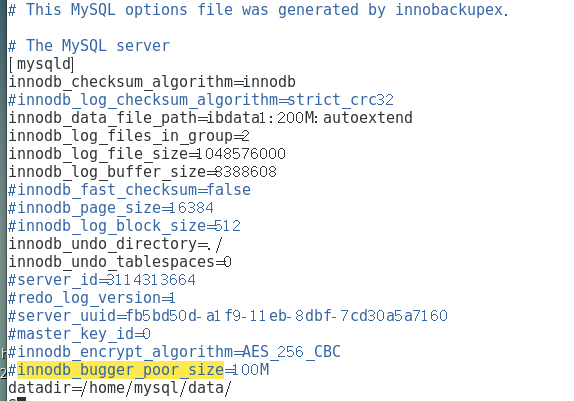 # This MySQL options file was generated by innobackupex.
# The MySQL server
[mysqld]
innodb_checksum_algorithm=innodb
#innodb_log_checksum_algorithm=strict_crc32
innodb_data_file_path=ibdata1:200M:autoextend
innodb_log_files_in_group=2
innodb_log_file_size=1048576000
innodb_log_buffer_size=8388608
#innodb_fast_checksum=false
#innodb_page_size=16384
#innodb_log_block_size=512
innodb_undo_directory=./
innodb_undo_tablespaces=0
#server_id=3114313664
#redo_log_version=1
#server_uuid=fb5bd50d-a1f9-11eb-8dbf-7cd30a5a7160
#master_key_id=0
#innodb_encrypt_algorithm=AES_256_CBC
#innodb_bugger_poor_size=100M
datadir=/home/mysql/data/